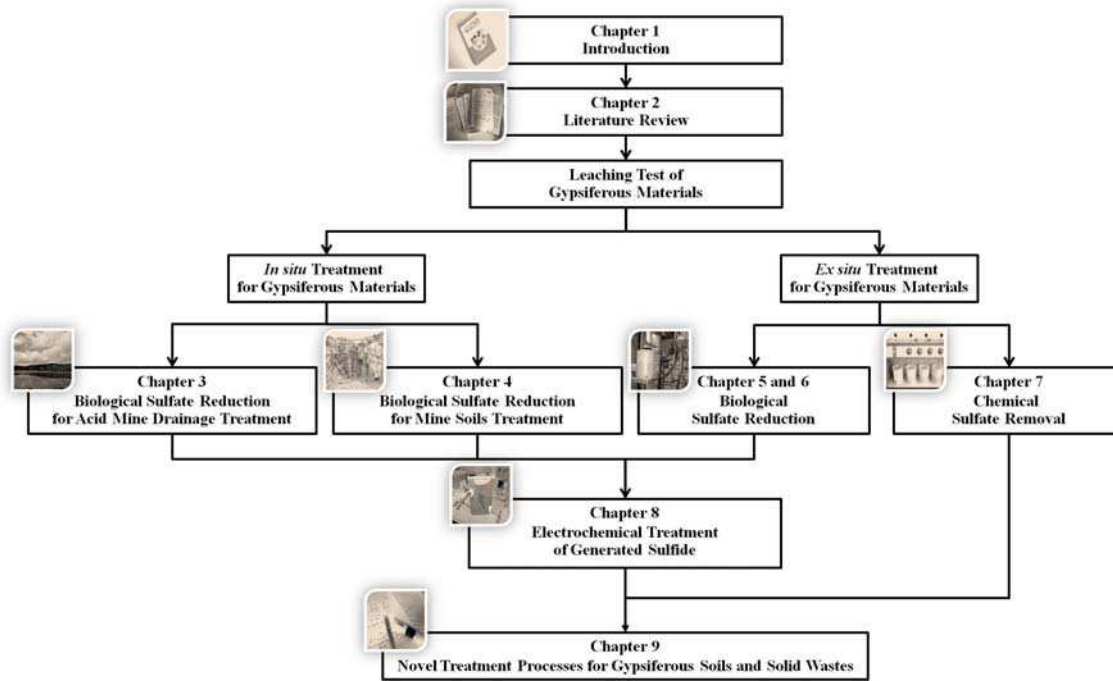 Chapter 1
Introduction
Chapter 2
Literature Review
Leaching Test of
Gypsiferous Materials
In situ Treatment
for Gypsiferous Materials
Ex situ Treatment
for Gypsiferous Materials
Chapter 3
Biological Sulfate Reduction
for Acid Mine Drainage Treatment
Chapter 4
Biological Sulfate Reduction
for Mine Soils Treatment
Chapter 5 and 6
Biological
Sulfate Reduction
Chapter 7
Chemical
Sulfate Removal
Chapter 8
Electrochemical Treatment
of Generated Sulfide
Chapter 9
Novel Treatment Processes for Gypsiferous Soils and Solid Wastes